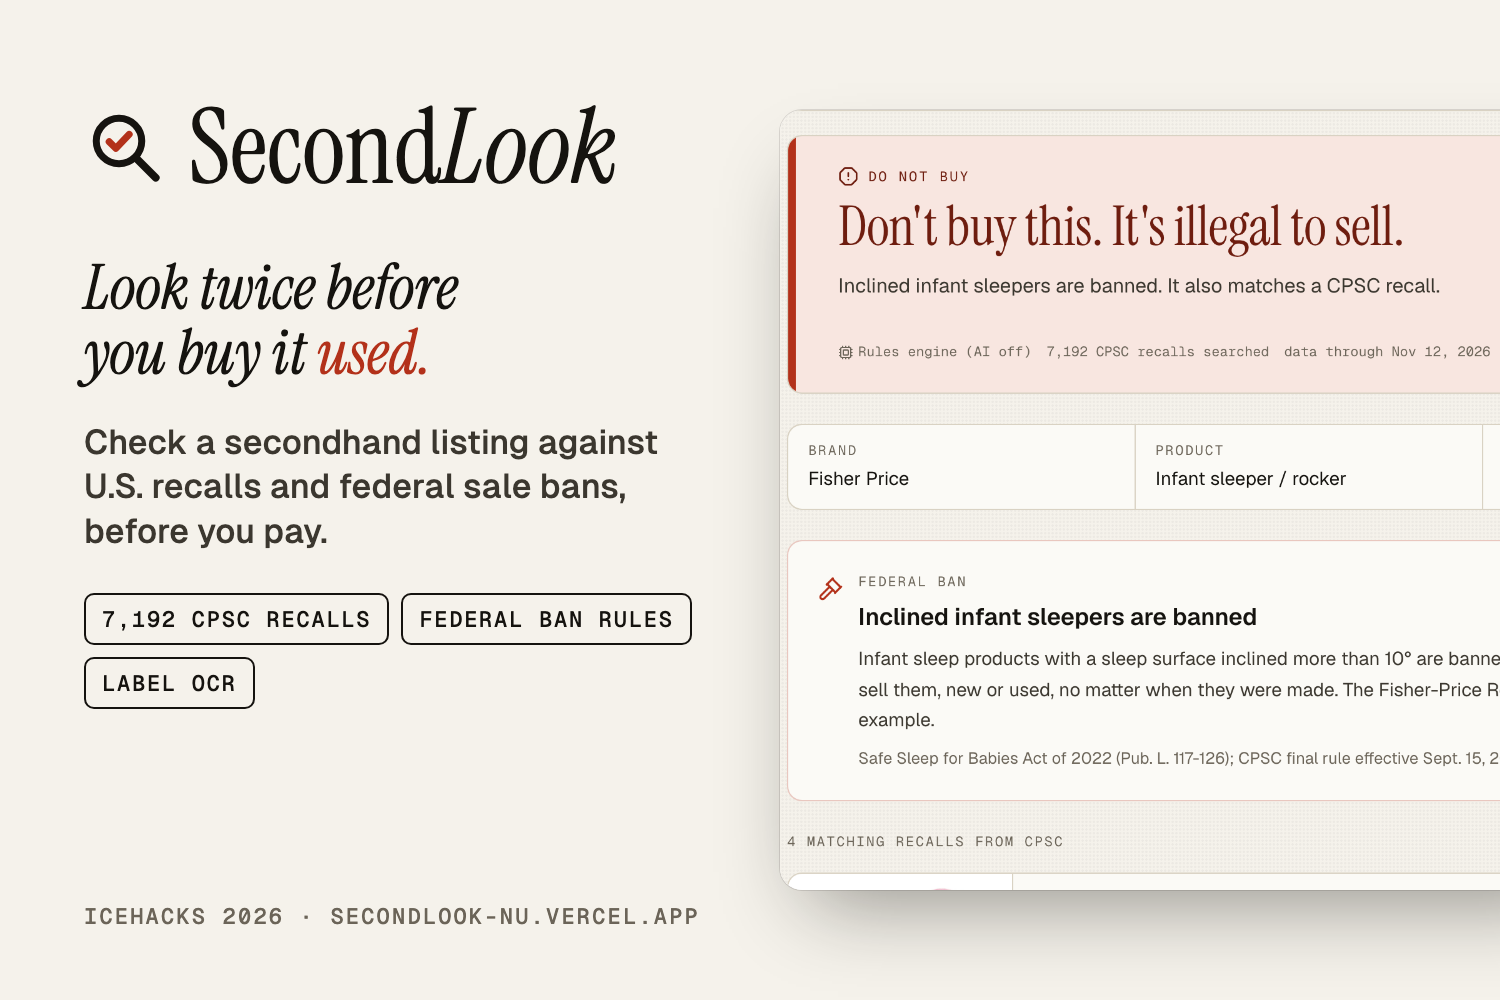 SecondLook
Look twice before
you buy it used.
Check a secondhand listing against
U.S. recalls and federal sale bans,
before you pay.
7,192 CPSC RECALLS
FEDERAL BAN RULES
LABEL OCR
ICEHACKS 2026 · SECONDLOOK-NU.VERCEL.APP
DO NOT BUY
Don't buy this. It's illegal to sell.
Inclined infant sleepers are banned. It also matches a CPSC recall.
Rules engine (AI off) 7,192 CPSC recalls searched data through Nov 12, 2026
BRAND
Fisher Price
PRODUCT
Infant sleeper / rocker
FEDERAL BAN
Inclined infant sleepers are banned
Infant sleep products with a sleep surface inclined more than 10° are
sell them, new or used, no matter when they were made. The Fisher-Price
example.
Safe Sleep for Babies Act of 2022 (Pub. L. 117-126); CPSC final rule effective Sept. 15,
4 MATCHING RECALLS FROM CPSC